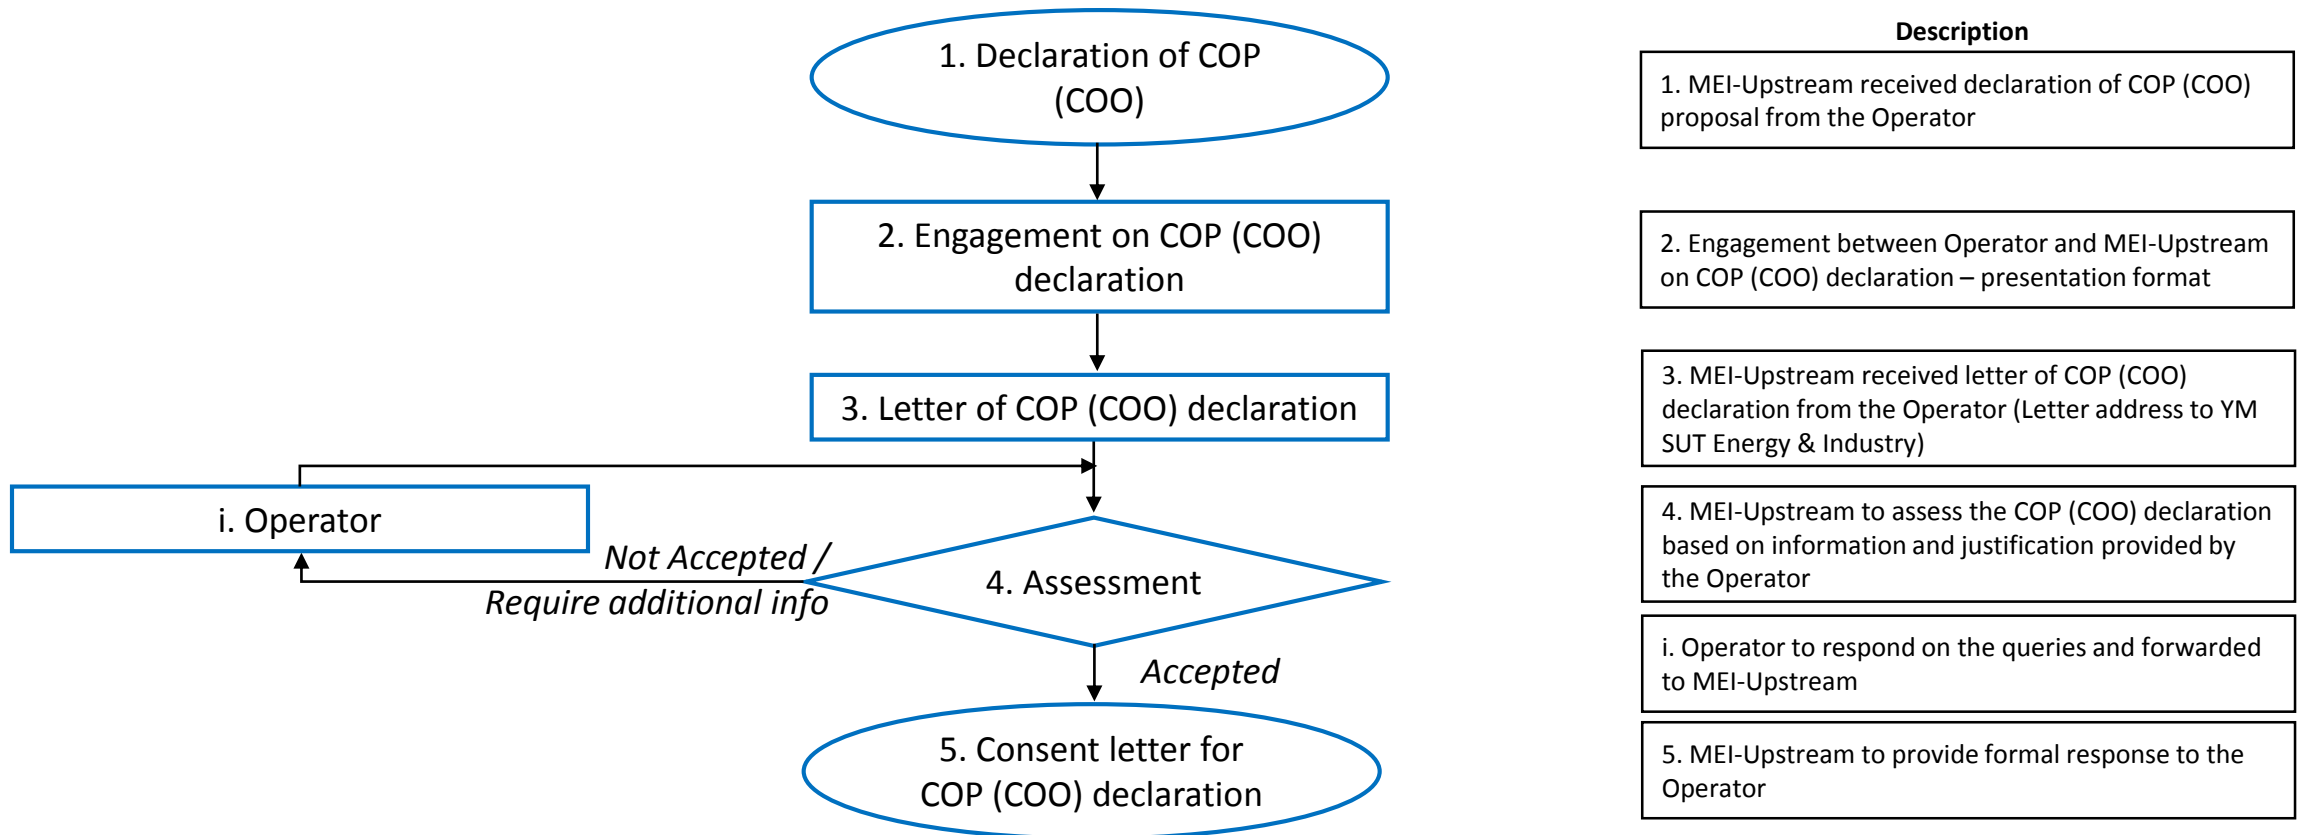 1. Declaration of COP
(COO)
2. Engagement on COP (COO)
declaration
3. Letter of COP (COO) declaration
i. Operator
Not Accepted /
Require additional info
4. Assessment
Accepted
5. Consent letter for
COP (COO) declaration
Description
1. MEI-Upstream received declaration of COP (COO)
proposal from the Operator
2. Engagement between Operator and MEI-Upstream
on COP (COO) declaration – presentation format
3. MEI-Upstream received letter of COP (COO)
declaration from the Operator (Letter address to YM
SUT Energy & Industry)
4. MEI-Upstream to assess the COP (COO) declaration
based on information and justification provided by
the Operator
i. Operator to respond on the queries and forwarded
to MEI-Upstream
5. MEI-Upstream to provide formal response to the
Operator